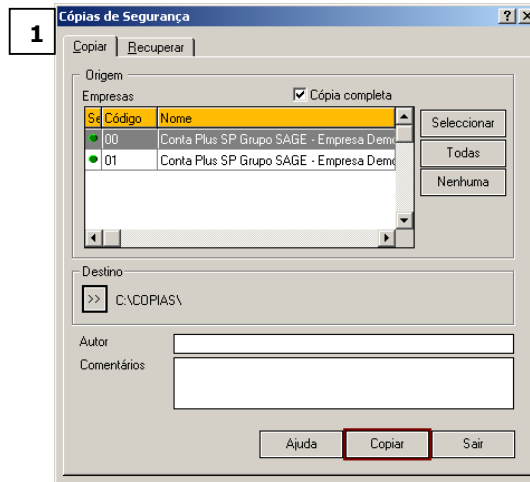 1
Cópias de Segurança
Copiar Recuperar
Origem
Empresas Cópia completa
Se Código Nome
00 Conta Plus SP Grupo SAGE - Empresa Demo
01 Conta Plus SP Grupo SAGE - Empresa Demo
Seleccionar
Todas
Nenhuma
Destino
>> C:\COPIAS\
Autor
Comentários
Ajuda Copiar Sair